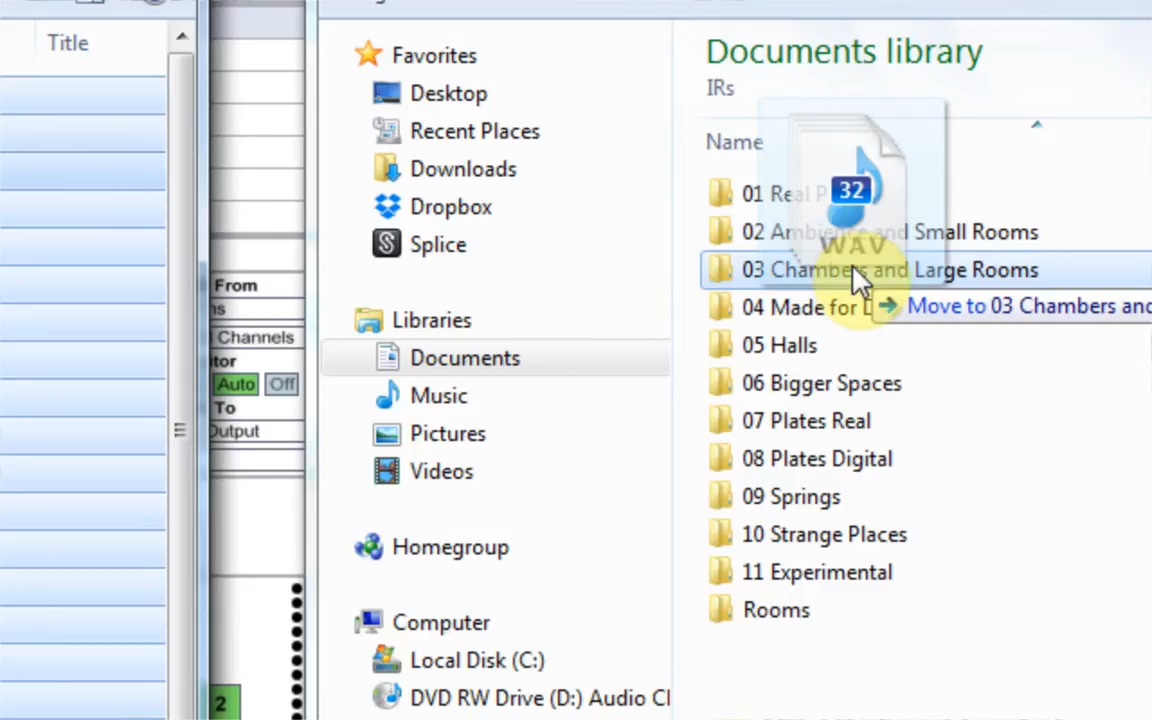 Title
From
ns
l Channels
itor
Auto
Off
To
Output
2
Favorites
Desktop
Recent Places
Downloads
Dropbox
Splice
Libraries
Documents
Music
Pictures
Videos
Homegroup
Computer
Local Disk (C:)
DVD RW Drive (D:) Audio C
Documents library
IRs
Name
01 Real P
02 Ambience and Small Rooms
03 Chambers and Large Rooms
04 Made for
05 Halls
06 Bigger Spaces
07 Plates Real
08 Plates Digital
09 Springs
10 Strange Places
11 Experimental
Rooms
32
WAV
Move to 03 Chambers and